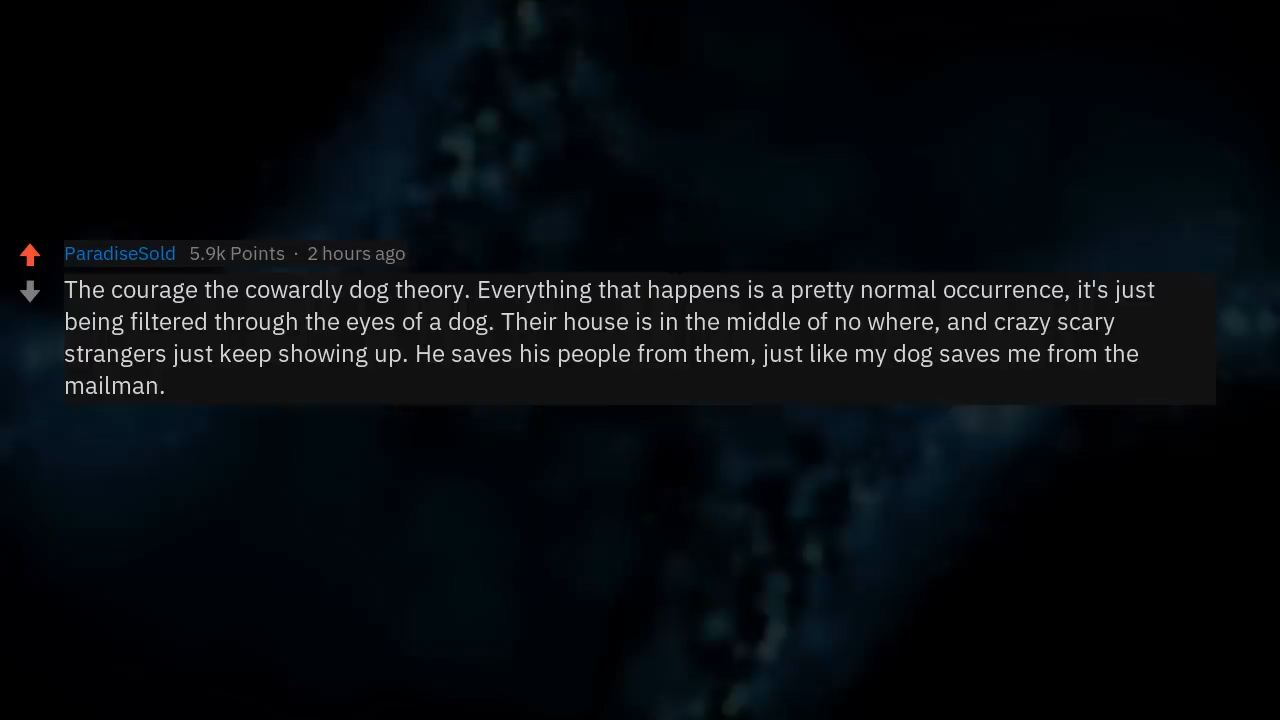 ParadiseSold 5.9k Points · 2 hours ago
The courage the cowardly dog theory. Everything that happens is a pretty normal occurrence, it's just
being filtered through the eyes of a dog. Their house is in the middle of no where, and crazy scary
strangers just keep showing up. He saves his people from them, just like my dog saves me from the
mailman.